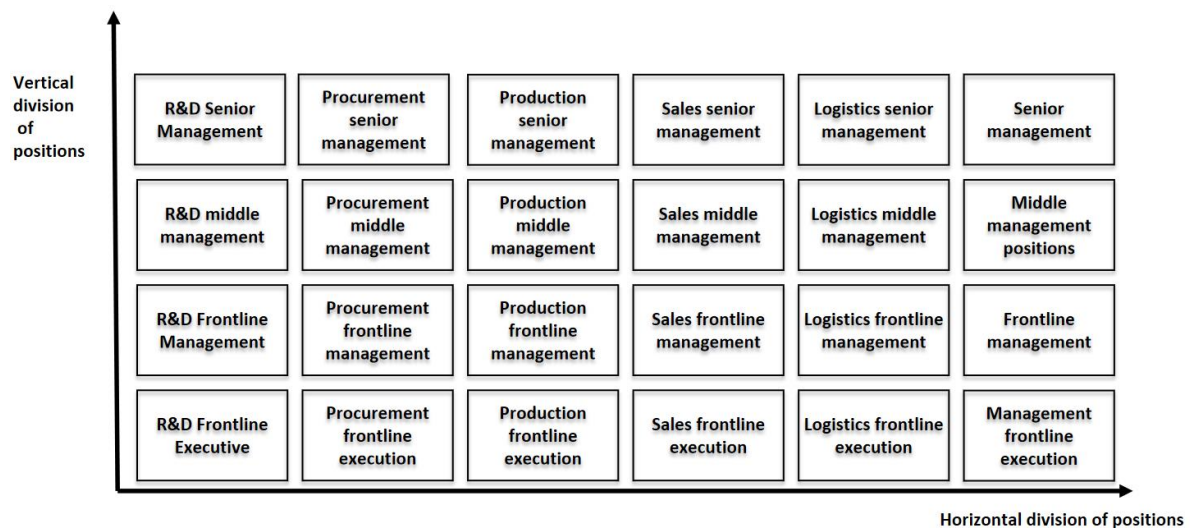 Vertical
division
of
positions
R&D Senior
Management
Procurement
senior
management
Production
senior
management
Sales senior
management
Logistics senior
management
Senior
management
R&D middle
management
Procurement
middle
management
Production
middle
management
Sales middle
management
Logistics middle
management
Middle
management
positions
R&D Frontline
Management
Procurement
frontline
management
Production
frontline
management
Sales frontline
management
Logistics frontline
management
Frontline
management
R&D Frontline
Executive
Procurement
frontline
execution
Production
frontline
execution
Sales frontline
execution
Logistics frontline
execution
Management
frontline
execution
Horizontal division of positions